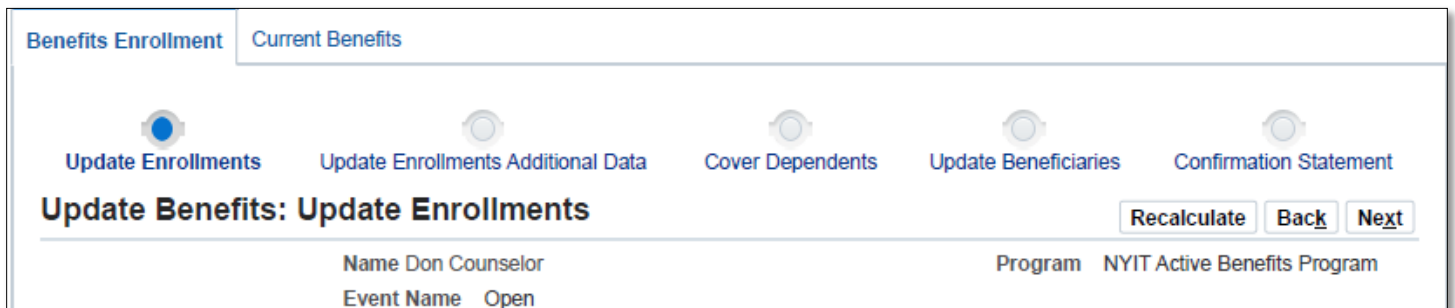 Benefits Enrollment Current Benefits
Update Enrollments Update Enrollments Additional Data Cover Dependents Update Beneficiaries Confirmation Statement
Update Benefits: Update Enrollments Recalculate Back Next
Name Don Counselor Program NYIT Active Benefits Program
Event Name Open